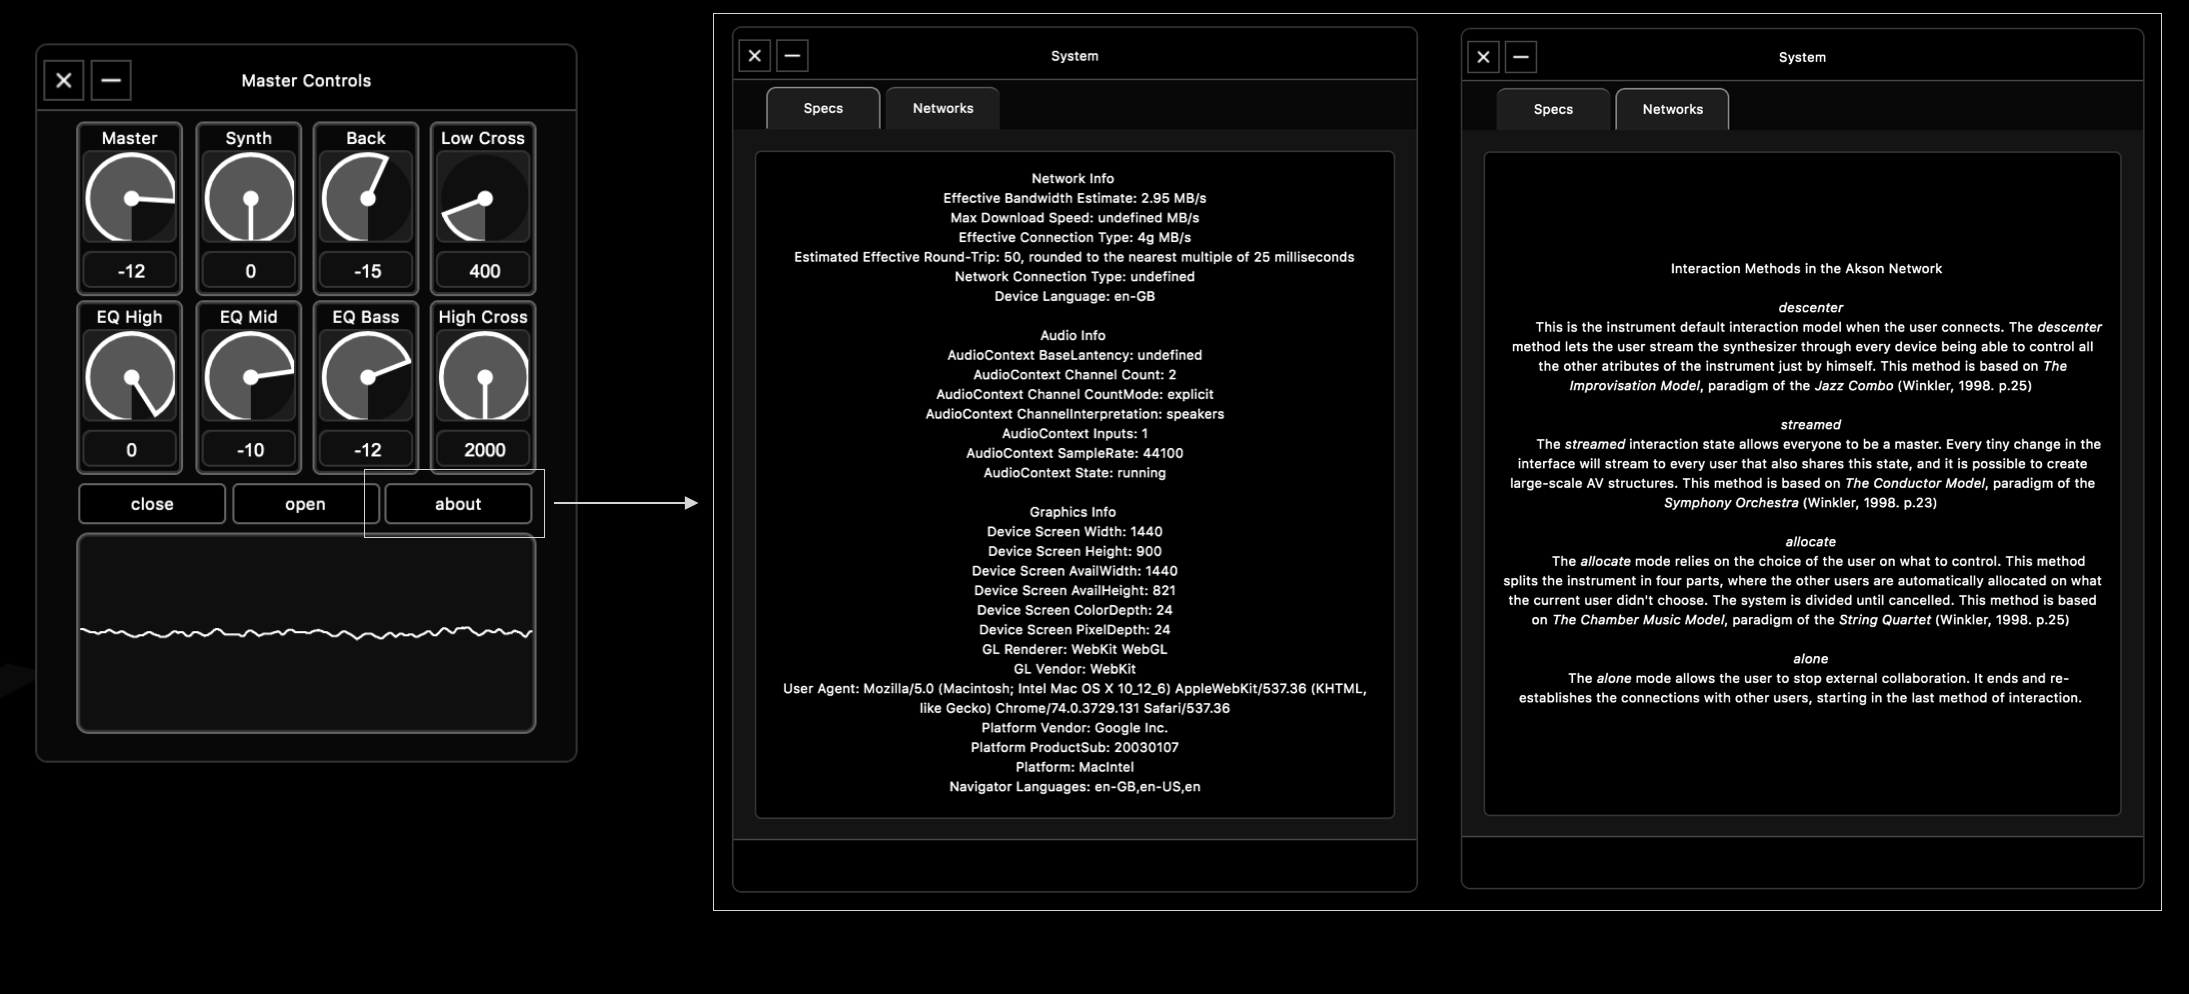 Master Controls
Master
Synth
Back
Low Cross
-12
0
-15
400
EQ High
EQ Mid
EQ Bass
High Cross
0
-10
-12
2000
close
open
about
System
Specs
Networks
Network Info
Effective Bandwidth Estimate: 2.95 MB/s
Max Download Speed: undefined MB/s
Effective Connection Type: 4g MB/s
Estimated Effective Round-Trip: 50, rounded to the nearest multiple of 25 milliseconds
Network Connection Type: undefined
Device Language: en-GB
Audio Info
AudioContext BaseLantency: undefined
AudioContext Channel Count: 2
AudioContext Channel CountMode: explicit
AudioContext ChannelInterpretation: speakers
AudioContext Inputs: 1
AudioContext SampleRate: 44100
AudioContext State: running
Graphics Info
Device Screen Width: 1440
Device Screen Height: 900
Device Screen AvailWidth: 1440
Device Screen AvailHeight: 821
Device Screen ColorDepth: 24
Device Screen PixelDepth: 24
GL Renderer: WebKit WebGL
GL Vendor: WebKit
User Agent: Mozilla/5.0 (Macintosh; Intel Mac OS X 10_12_6) AppleWebKit/537.36 (KHTML,
like Gecko) Chrome/74.0.3729.131 Safari/537.36
Platform Vendor: Google Inc.
Platform ProductSub: 20030107
Platform: MacIntel
Navigator Languages: en-GB,en-US,en
System
Specs
Networks
Interaction Methods in the Akson Network
descenter
This is the instrument default interaction model when the user connects. The descenter
method lets the user stream the synthesizer through every device being able to control all
the other atributes of the instrument just by himself. This method is based on The
Improvisation Model, paradigm of the Jazz Combo (Winkler, 1998. p.25)
streamed
The streamed interaction state allows everyone to be a master. Every tiny change in the
interface will stream to every user that also shares this state, and it is possible to create
large-scale AV structures. This method is based on The Conductor Model, paradigm of the
Symphony Orchestra (Winkler, 1998. p.23)
allocate
The allocate mode relies on the choice of the user on what to control. This method
splits the instrument in four parts, where the other users are automatically allocated on what
the current user didn't choose. The system is divided until cancelled. This method is based
on The Chamber Music Model, paradigm of the String Quartet (Winkler, 1998. p.25)
alone
The alone mode allows the user to stop external collaboration. It ends and re-
establishes the connections with other users, starting in the last method of interaction.